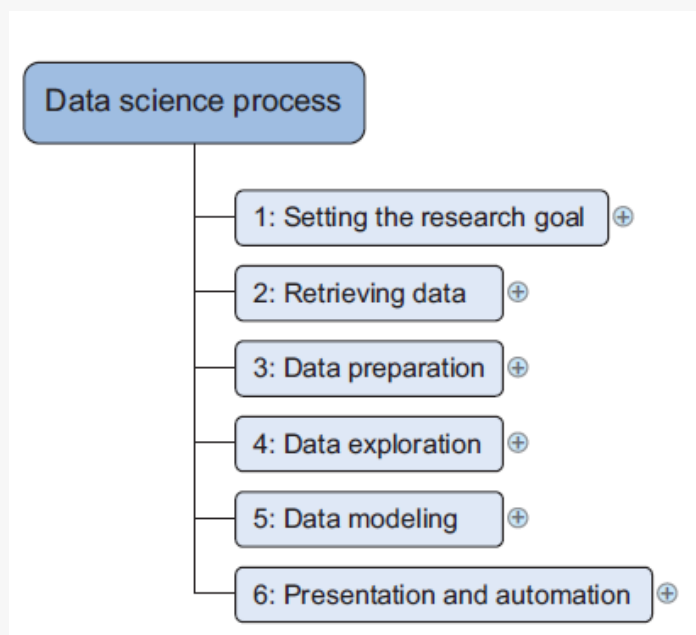 Data science process
1: Setting the research goal
2: Retrieving data
3: Data preparation
4: Data exploration
5: Data modeling
6: Presentation and automation